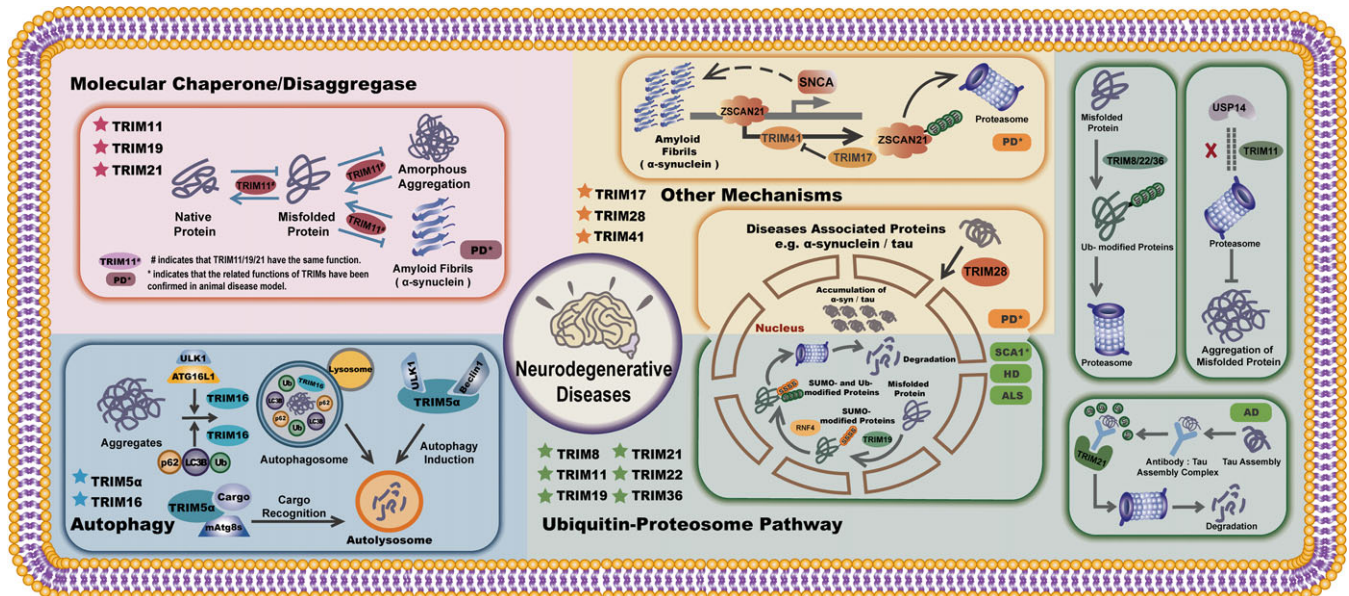 Molecular Chaperone/Disaggregase
TRIM11
TRIM19
TRIM21
Native
Protein
TRIM11#
Misfolded
Protein
TRIM11#
TRIM11#
Amorphous
Aggregation
Amyloid Fibrils
( α-synuclein )
PD*
TRIM11#
# indicates that TRIM11/19/21 have the same function.
PD*
* indicates that the related functions of TRIMs have been
confirmed in animal disease model.
SNCA
ZSCAN21
Amyloid
Fibrils
( α-synuclein )
TRIM41
TRIM17
ZSCAN21
Proteasome
PD*
Other Mechanisms
TRIM17
TRIM28
TRIM41
Diseases Associated Proteins
e.g. α-synuclein / tau
TRIM28
Accumulation of
α-syn / tau
PD*
Nucleus
Degradation
SUMO- and Ub-
modified Proteins
Misfolded
Protein
SUMO-
modified Proteins
RNF4
TRIM19
SSSS
SSSS
SCA1*
HD
ALS
Neurodegenerative
Diseases
ULK1
ATG16L1
TRIM16
Aggregates
TRIM16
p62
LC3B
Ub
Lysosome
Ub
TRIM16
LC3B
p62
p62
LC3B
Ub
Autophagosome
ULK1
Beclin1
TRIM5α
Autophagy
Induction
TRIM5α
TRIM16
Autophagy
TRIM5α
Cargo
mAtg8s
Cargo
Recognition
Autolysosome
TRIM8
TRIM11
TRIM19
TRIM21
TRIM22
TRIM36
Ubiquitin-Proteosome Pathway
Misfolded
Protein
TRIM8/22/36
Ub- modified Proteins
Proteasome
USP14
X
TRIM11
Proteasome
Aggregation of
Misfolded Protein
AD
TRIM21
Antibody : Tau
Assembly Complex
Tau Assembly
Degradation